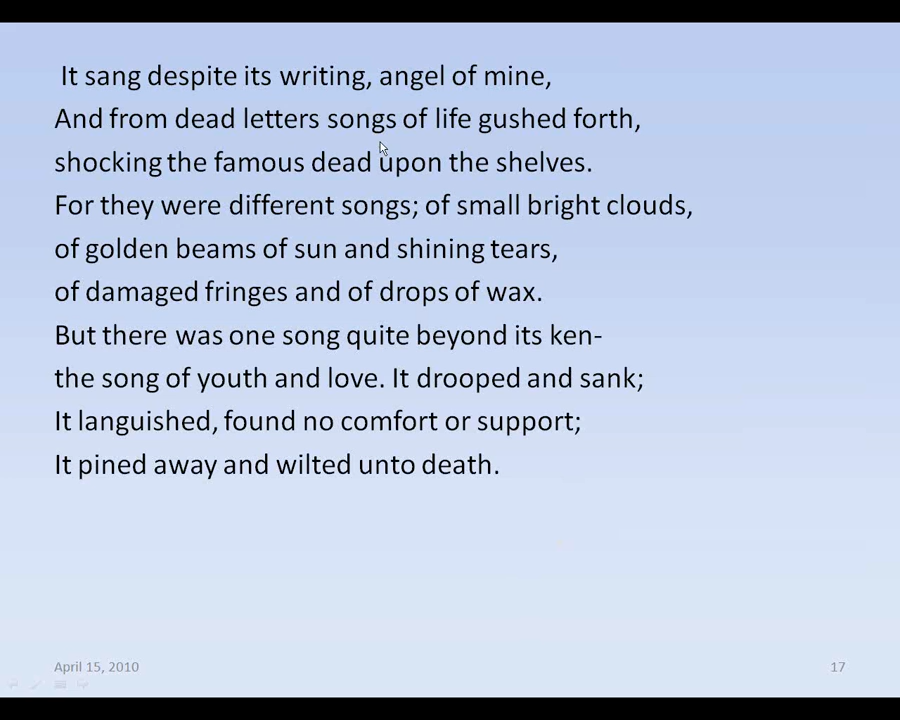 It sang despite its writing, angel of mine,
And from dead letters songs of life gushed forth,
shocking the famous dead upon the shelves.
For they were different songs; of small bright clouds,
of golden beams of sun and shining tears,
of damaged fringes and of drops of wax.
But there was one song quite beyond its ken-
the song of youth and love. It drooped and sank;
It languished, found no comfort or support;
It pined away and wilted unto death.
April 15, 2010
17